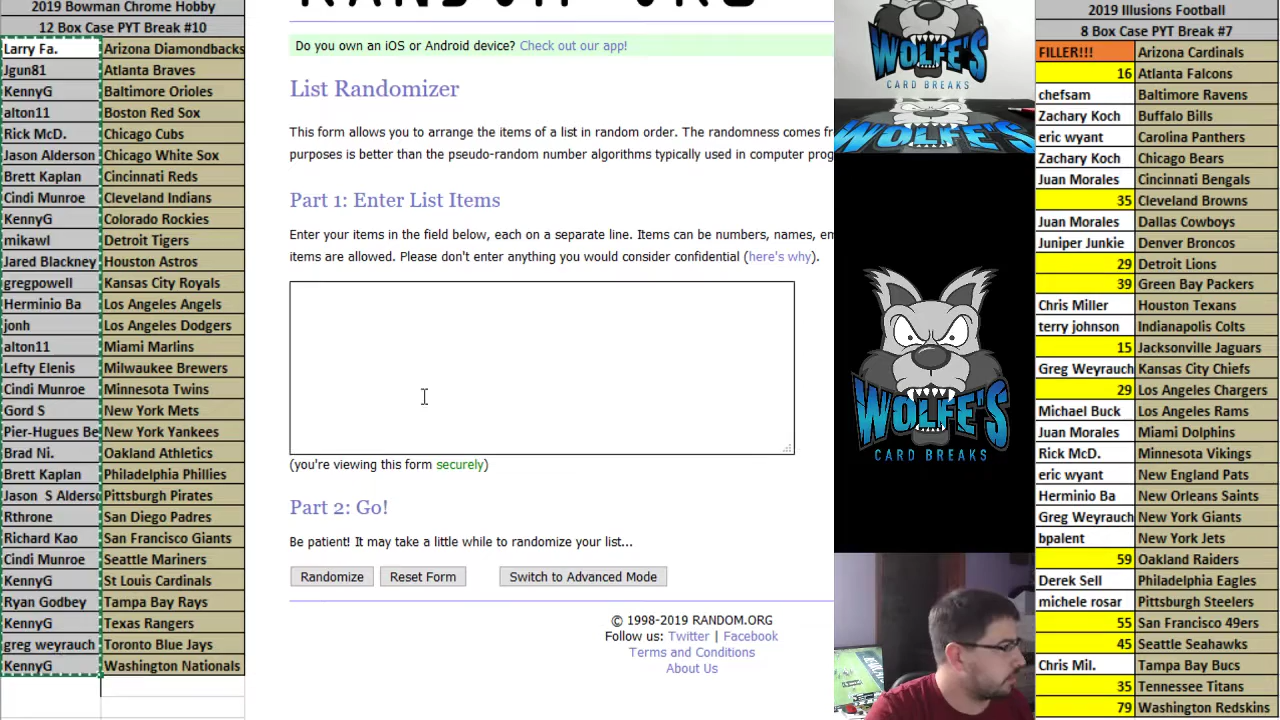 2019 Bowman Chrome Hobby
12 Box Case PYT Break #10
Larry Fa. Arizona Diamondbacks
Jgun81 Atlanta Braves
KennyG Baltimore Orioles
alton11 Boston Red Sox
Rick McD. Chicago Cubs
Jason Alderson Chicago White Sox
Brett Kaplan Cincinnati Reds
Cindi Munroe Cleveland Indians
KennyG Colorado Rockies
mikawl Detroit Tigers
Jared Blackney Houston Astros
gregpowell Kansas City Royals
Herminio Ba Los Angeles Angels
jonh Los Angeles Dodgers
alton11 Miami Marlins
Lefty Elenis Milwaukee Brewers
Cindi Munroe Minnesota Twins
Gord S New York Mets
Pier-Hugues Be New York Yankees
Brad Ni. Oakland Athletics
Brett Kaplan Philadelphia Phillies
Jason S Alderso Pittsburgh Pirates
Rthrone San Diego Padres
Richard Kao San Francisco Giants
Cindi Munroe Seattle Mariners
KennyG St Louis Cardinals
Ryan Godbey Tampa Bay Rays
KennyG Texas Rangers
greg weyrauch Toronto Blue Jays
KennyG Washington Nationals
RANDOM.ORG
Do you own an iOS or Android device? Check out our app!
List Randomizer
This form allows you to arrange the items of a list in random order. The randomness comes fr
purposes is better than the pseudo-random number algorithms typically used in computer prog
Part 1: Enter List Items
Enter your items in the field below, each on a separate line. Items can be numbers, names, em
items are allowed. Please don't enter anything you would consider confidential (here's why).
(you're viewing this form securely)
Part 2: Go!
Be patient! It may take a little while to randomize your list...
Randomize Reset Form Switch to Advanced Mode
© 1998-2019 RANDOM.ORG
Follow us: Twitter | Facebook
Terms and Conditions
About Us
WOLFE'S
CARD BREAKS
WOLFE'S
WOLFE'S
CARD BREAKS
2019 Illusions Football
8 Box Case PYT Break #7
FILLER!!! Arizona Cardinals
16 Atlanta Falcons
chefsam Baltimore Ravens
Zachary Koch Buffalo Bills
eric wyant Carolina Panthers
Zachary Koch Chicago Bears
Juan Morales Cincinnati Bengals
35 Cleveland Browns
Juan Morales Dallas Cowboys
Juniper Junkie Denver Broncos
29 Detroit Lions
39 Green Bay Packers
Chris Miller Houston Texans
terry johnson Indianapolis Colts
15 Jacksonville Jaguars
Greg Weyrauch Kansas City Chiefs
29 Los Angeles Chargers
Michael Buck Los Angeles Rams
Juan Morales Miami Dolphins
Rick McD. Minnesota Vikings
eric wyant New England Pats
Herminio Ba New Orleans Saints
Greg Weyrauch New York Giants
bpalent New York Jets
59 Oakland Raiders
Derek Sell Philadelphia Eagles
michele rosar Pittsburgh Steelers
55 San Francisco 49ers
45 Seattle Seahawks
Chris Mil. Tampa Bay Bucs
35 Tennessee Titans
79 Washington Redskins